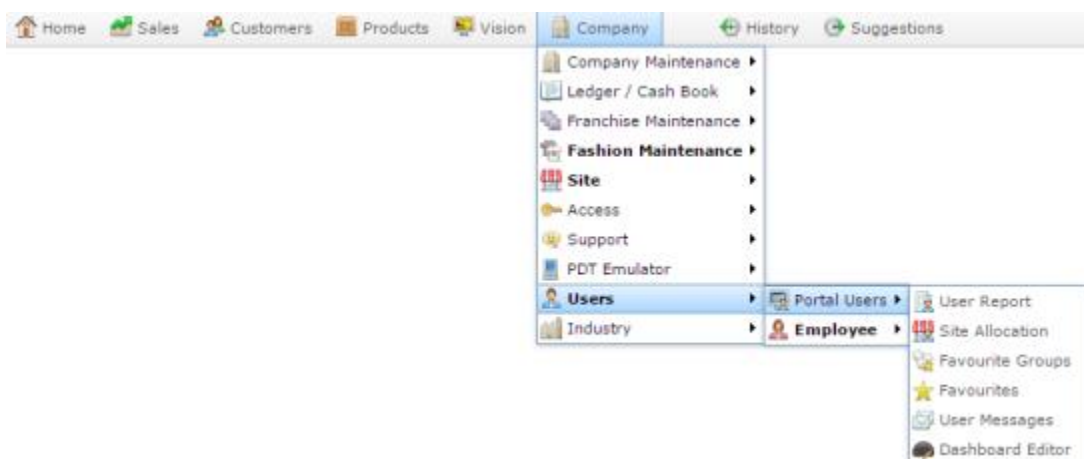 Home Sales Customers Products Vision Company History Suggestions
Company Maintenance
Ledger / Cash Book
Franchise Maintenance
Fashion Maintenance
Site
Access
Support
PDT Emulator
Users Portal Users User Report
Industry Employee Site Allocation
Favourite Groups
Favourites
User Messages
Dashboard Editor